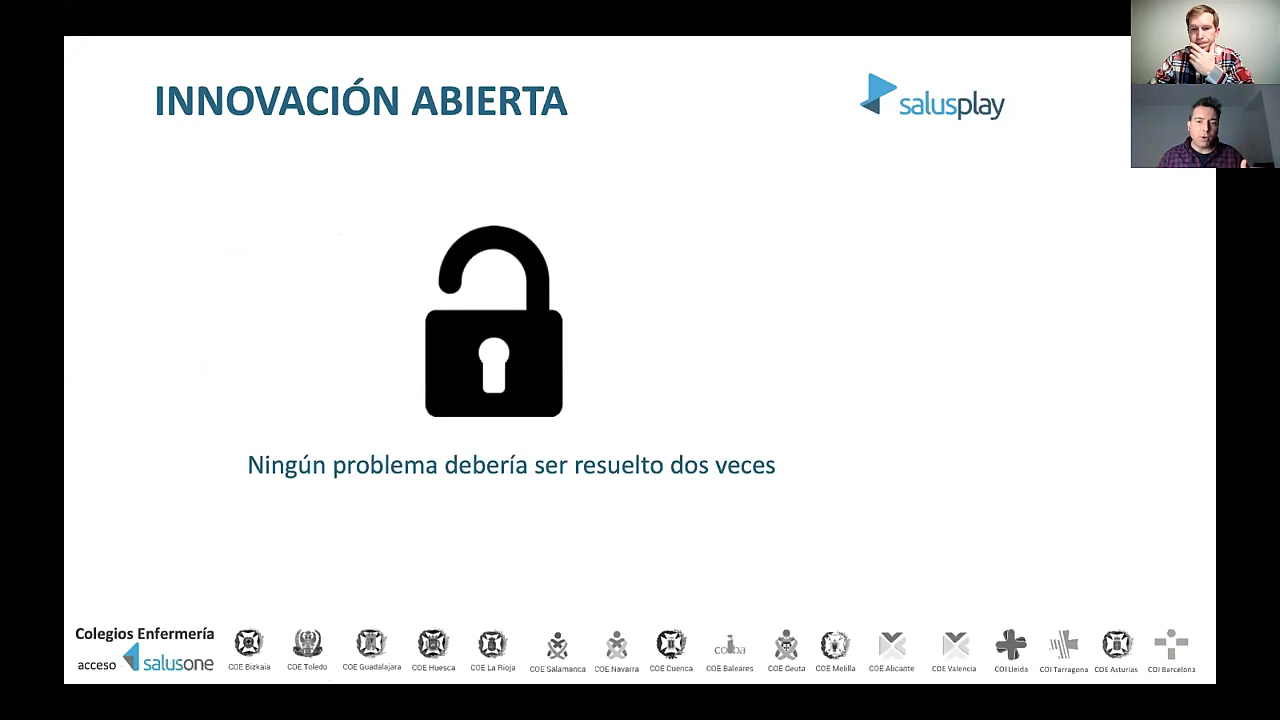 INNOVACIÓN ABIERTA
salusplay
Ningún problema debería ser resuelto dos veces
Colegios Enfermería
acceso salusone
COE Bizkaia COE Toledo COE Guadalajara COE Huesca COE La Rioja COE Salamanca COE Navarra COE Cuenca COE Baleares COE Ceuta COE Melilla COE Alicante COE Valencia COI Lleida COI Tarragona COE Asturias COI Barcelona